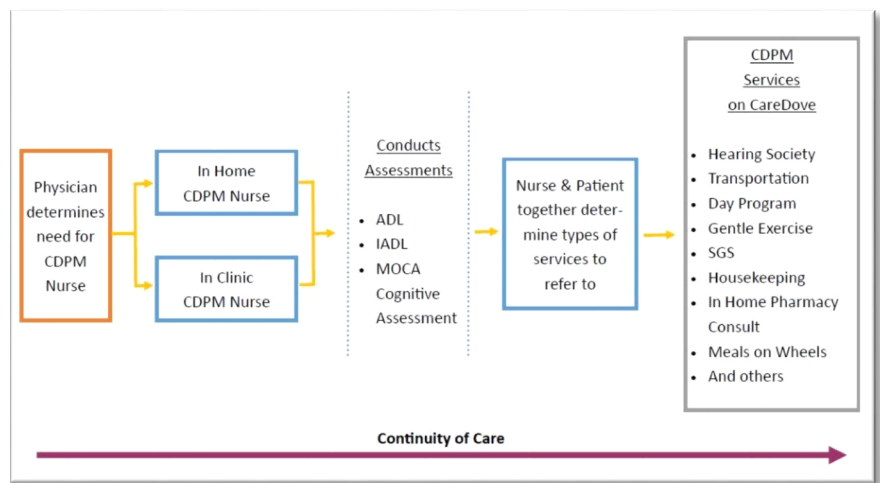 Physician
determines
need for
CDPM
Nurse
In Home
CDPM Nurse
In Clinic
CDPM Nurse
Conducts
Assessments
• ADL
• IADL
• MOCA
Cognitive
Assessment
Nurse & Patient
together deter-
mine types of
services to
refer to
CDPM
Services
on CareDove
• Hearing Society
• Transportation
• Day Program
• Gentle Exercise
• SGS
• Housekeeping
• In Home Pharmacy
Consult
• Meals on Wheels
• And others
Continuity of Care